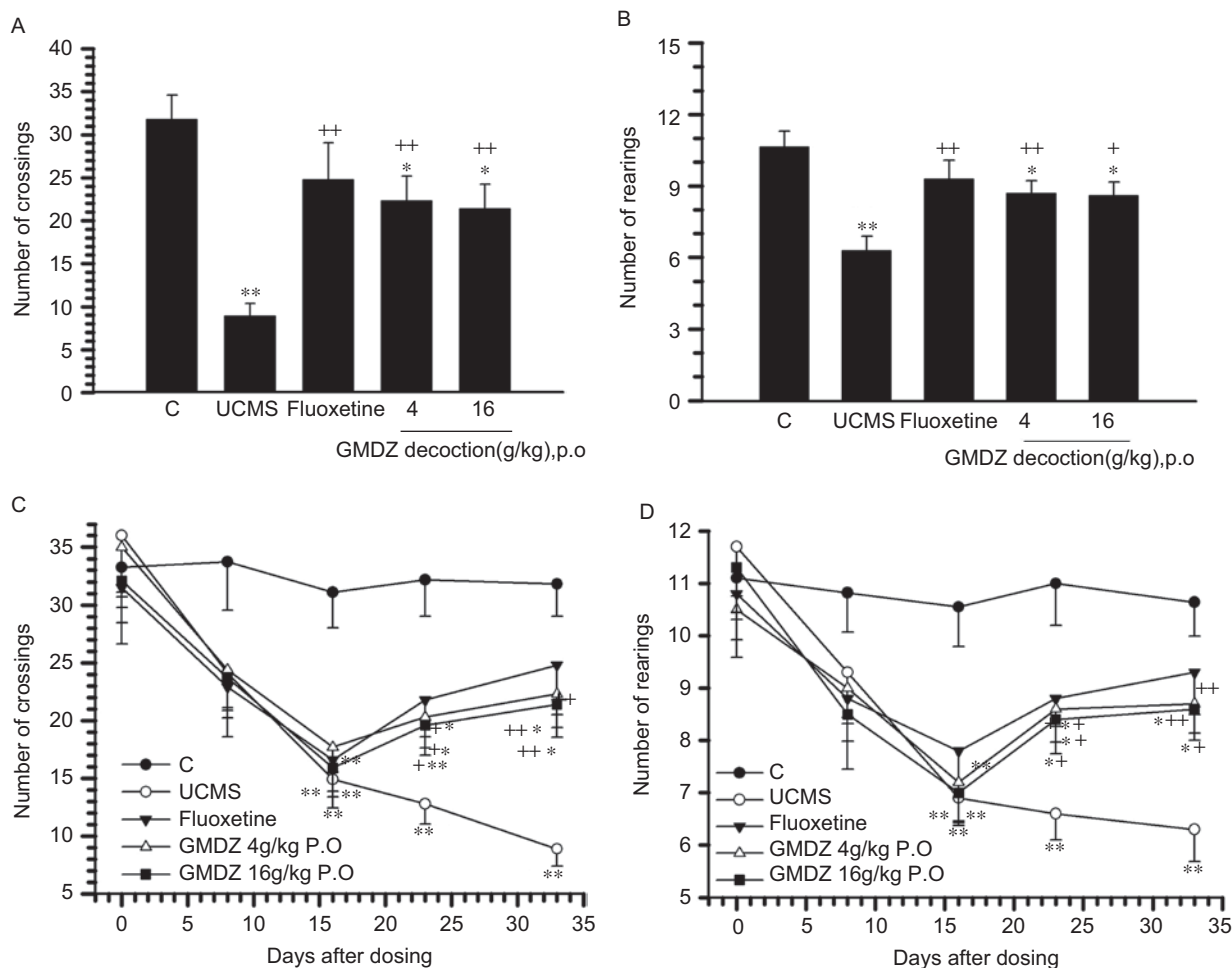 A
40
35
30
25
20
15
10
5
0
Number of crossings
**
++
++
*
++
*
C UCMS Fluoxetine 4 16
GMDZ decoction(g/kg),p.o
B
15
12
9
6
3
0
Number of rearings
**
++
++
*
+
*
C UCMS Fluoxetine 4 16
GMDZ decoction(g/kg),p.o
C
35
30
25
20
15
10
5
Number of crossings
+
+*
++ *
+*
++ *
+**
**
** **
**
**
**
C
UCMS
Fluoxetine
GMDZ 4g/kg P.O
GMDZ 16g/kg P.O
0 5 10 15 20 25 30 35
Days after dosing
D
12
11
10
9
8
7
6
5
Number of rearings
++
*+
*++
*+
*+
*+
**
** **
**
**
**
C
UCMS
Fluoxetine
GMDZ 4g/kg P.O
GMDZ 16g/kg P.O
0 5 10 15 20 25 30 35
Days after dosing